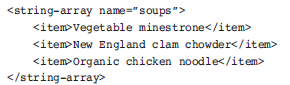 <string-array name="soups">
<item>Vegetable minestrone</item>
<item>New England clam chowder</item>
<item>Organic chicken noodle</item>
</string-array>